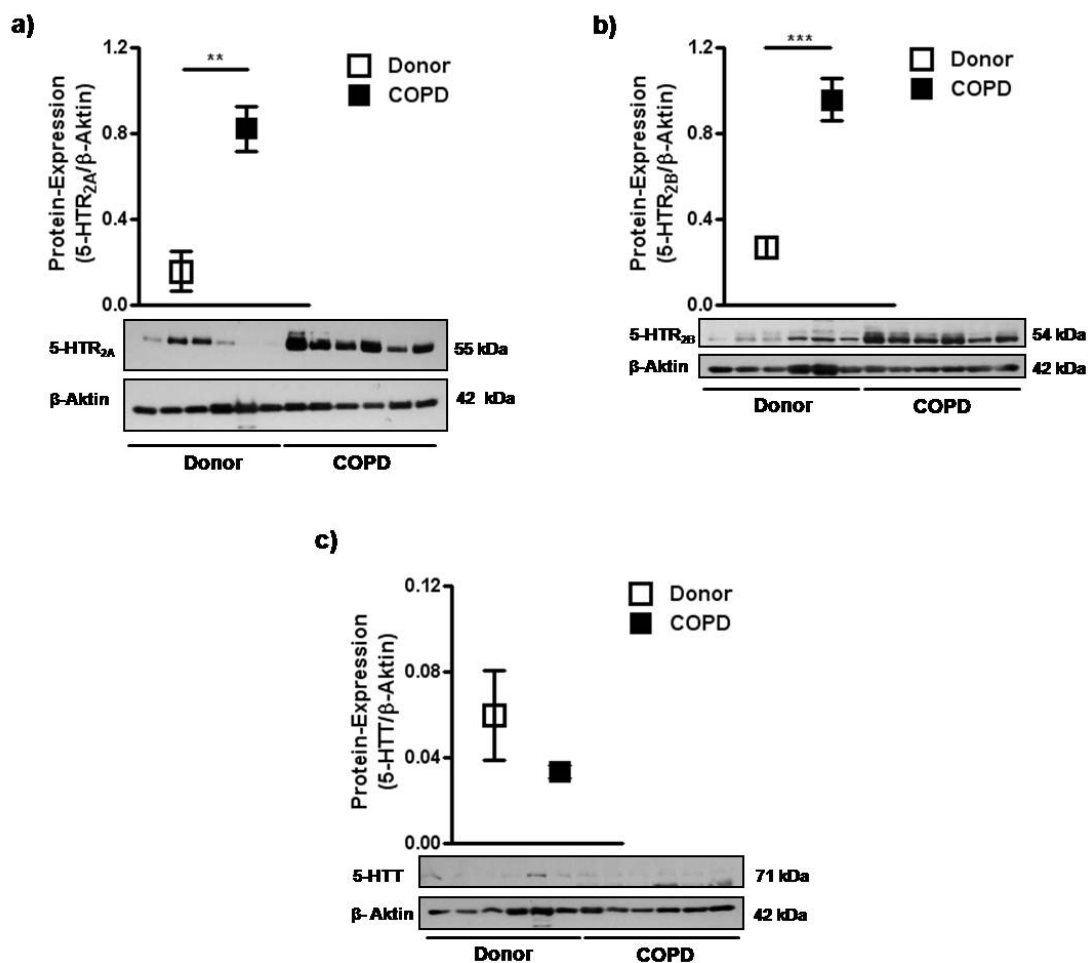 a)
**
Donor
COPD
Protein-Expression
(5-HTR2A/β-Aktin)
1.2
0.8
0.4
0.0
5-HTR2A
55 kDa
β-Aktin
42 kDa
Donor
COPD
b)
***
Donor
COPD
Protein-Expression
(5-HTR2B/β-Aktin)
1.2
0.8
0.4
0.0
5-HTR2B
54 kDa
β-Aktin
42 kDa
Donor
COPD
c)
Donor
COPD
Protein-Expression
(5-HTT/β-Aktin)
0.12
0.08
0.04
0.00
5-HTT
71 kDa
β- Aktin
42 kDa
Donor
COPD